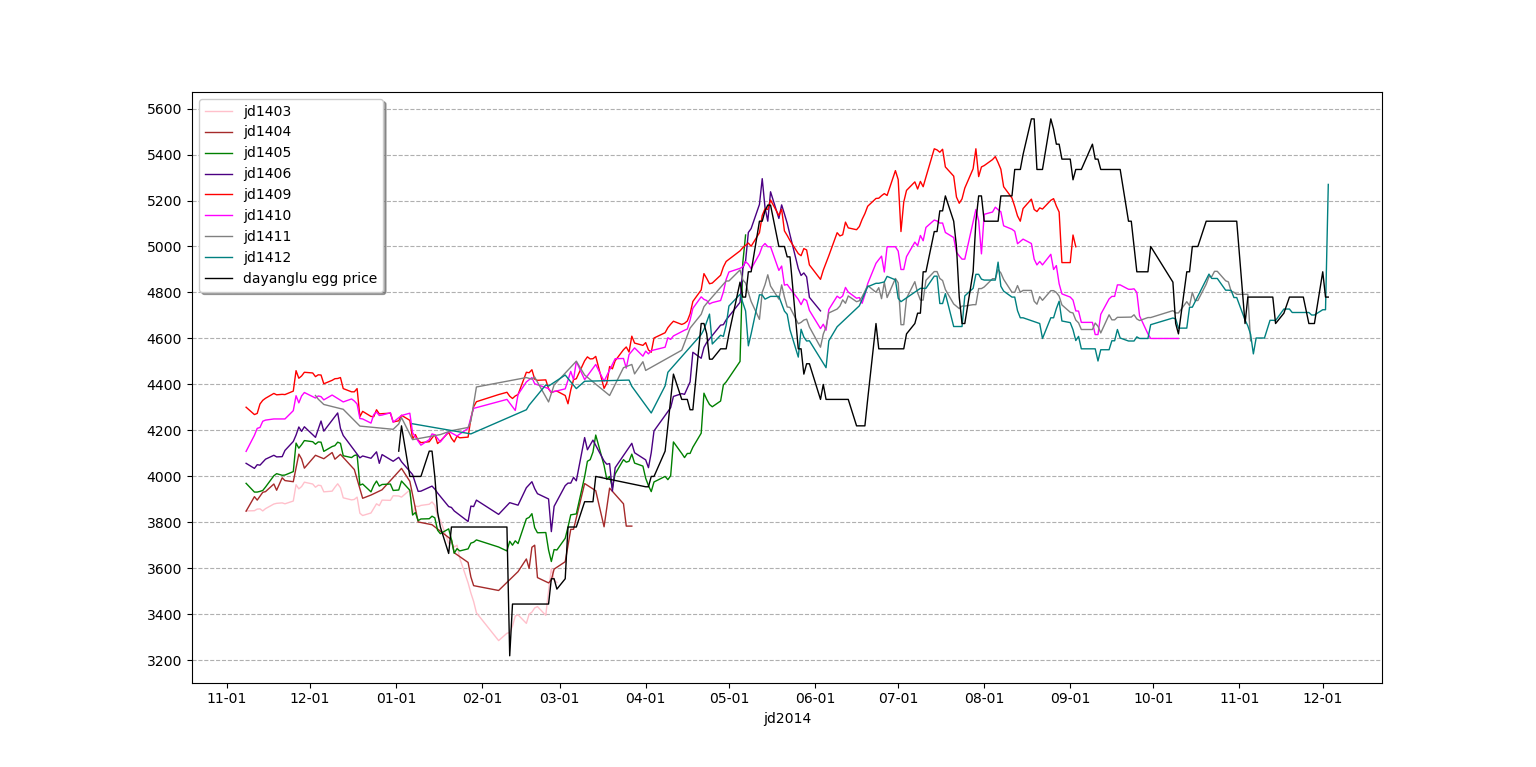 jd1403
jd1404
jd1405
jd1406
jd1409
jd1410
jd1411
jd1412
dayanglu egg price
5600
5400
5200
5000
4800
4600
4400
4200
4000
3800
3600
3400
3200
11-01 12-01 01-01 02-01 03-01 04-01 05-01 06-01 07-01 08-01 09-01 10-01 11-01 12-01
jd2014